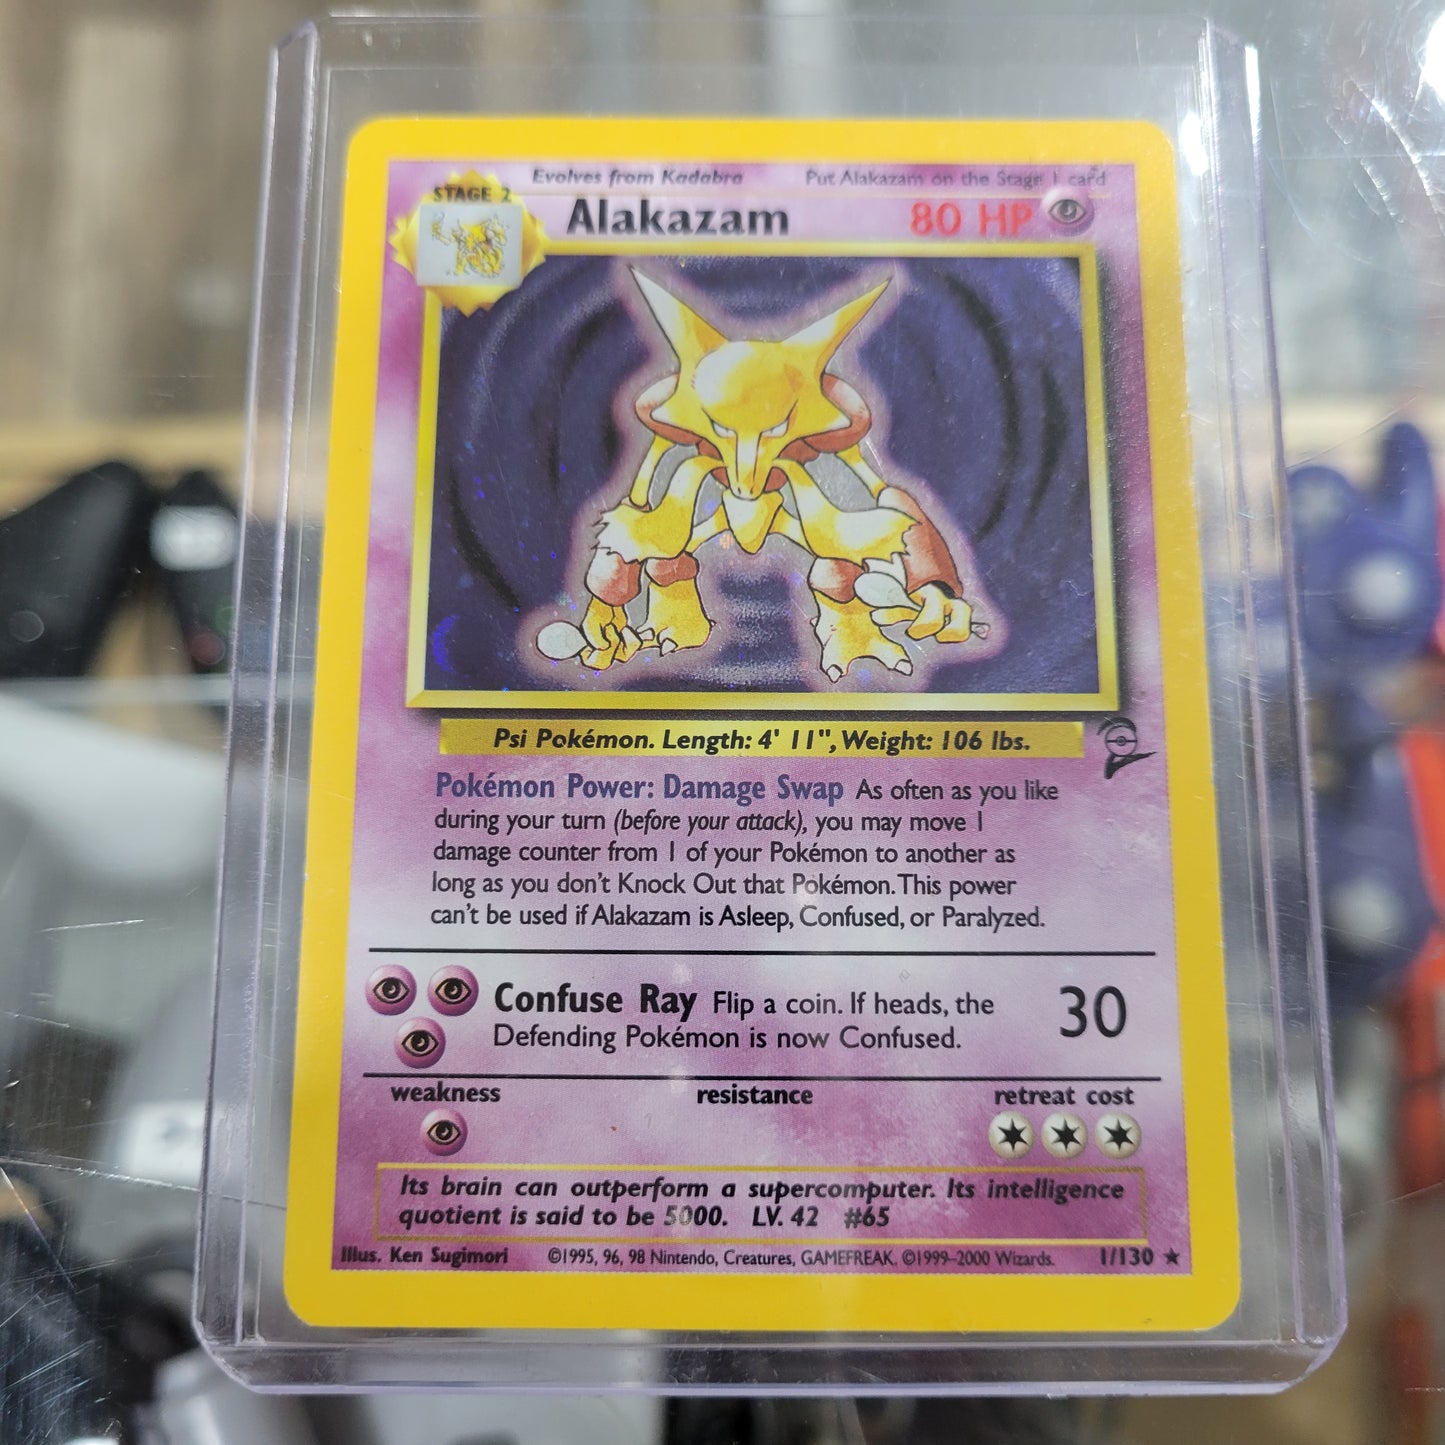 Evolves from Kadabra Put Alakazam on the Stage 1 card
STAGE 2
Alakazam 80 HP
Psi Pokémon. Length: 4' 11", Weight: 106 lbs.
Pokémon Power: Damage Swap As often as you like
during your turn (before your attack), you may move 1
damage counter from 1 of your Pokémon to another as
long as you don't Knock Out that Pokémon. This power
can't be used if Alakazam is Asleep, Confused, or Paralyzed.
Confuse Ray Flip a coin. If heads, the 30
Defending Pokémon is now Confused.
weakness resistance retreat cost
Its brain can outperform a supercomputer. Its intelligence
quotient is said to be 5000. LV. 42 #65
Illus. Ken Sugimori ©1995, 96, 98 Nintendo, Creatures, GAMEFREAK. ©1999–2000 Wizards. 1/130 ★